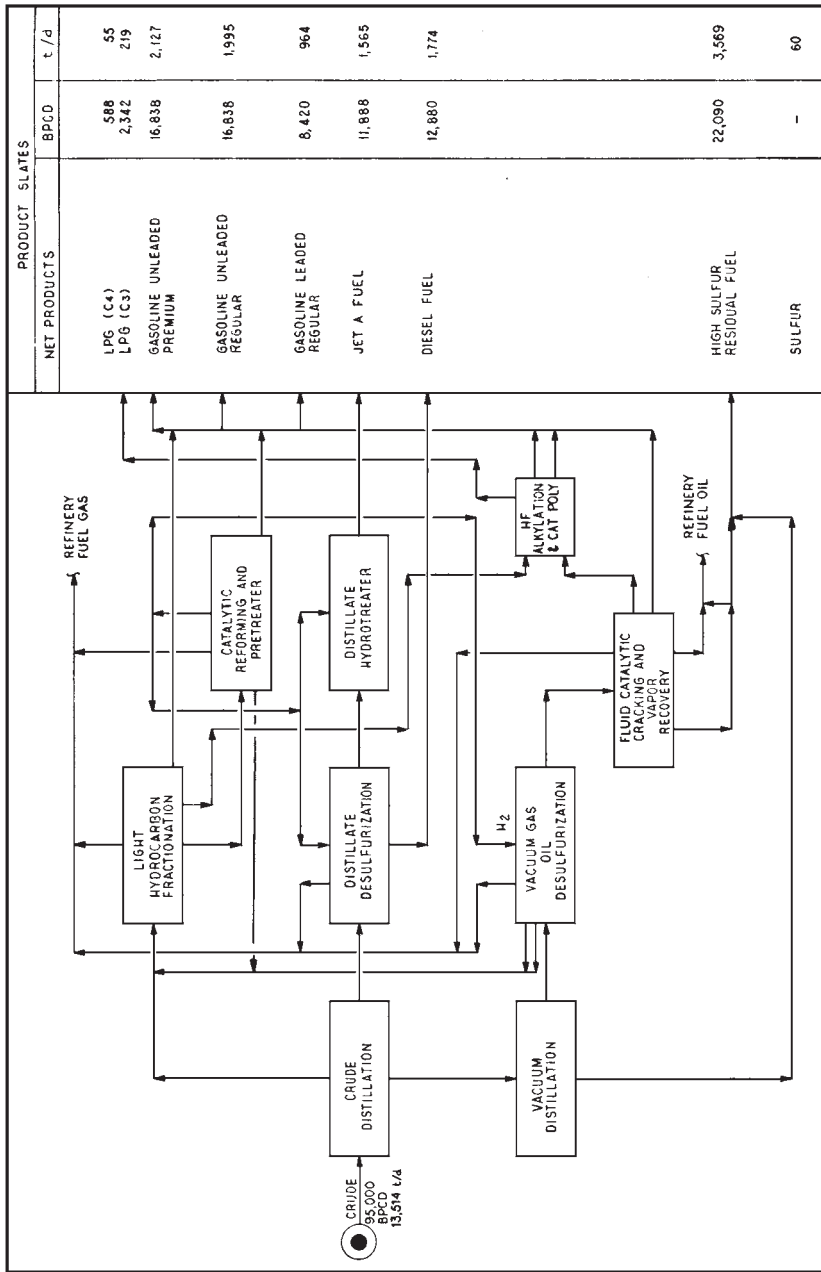 CRUDE
95,000
BPCD
13,514 t/d
CRUDE
DISTILLATION
VACUUM
DISTILLATION
LIGHT
HYDROCARBON
FRACTIONATION
DISTILLATE
DESULFURIZATION
H2
VACUUM GAS
OIL
DESULFURIZATION
CATALYTIC
REFORMING AND
PRETREATER
DISTILLATE
HYDROTREATER
FLUID CATALYTIC
CRACKING AND
VAPOR
RECOVERY
HF
ALKYLATION
& CAT POLY
REFINERY
FUEL GAS
REFINERY
FUEL OIL
PRODUCT SLATES
NET PRODUCTS BPCD t/d
LPG (C4) 588 55
LPG (C3) 2,342 219
GASOLINE UNLEADED 16,838 2,127
PREMIUM
GASOLINE UNLEADED 16,838 1,995
REGULAR
GASOLINE LEADED 8,420 964
REGULAR
JET A FUEL 11,888 1,565
DIESEL FUEL 12,880 1,774
HIGH SULFUR 22,090 3,569
RESIDUAL FUEL
SULFUR – 60